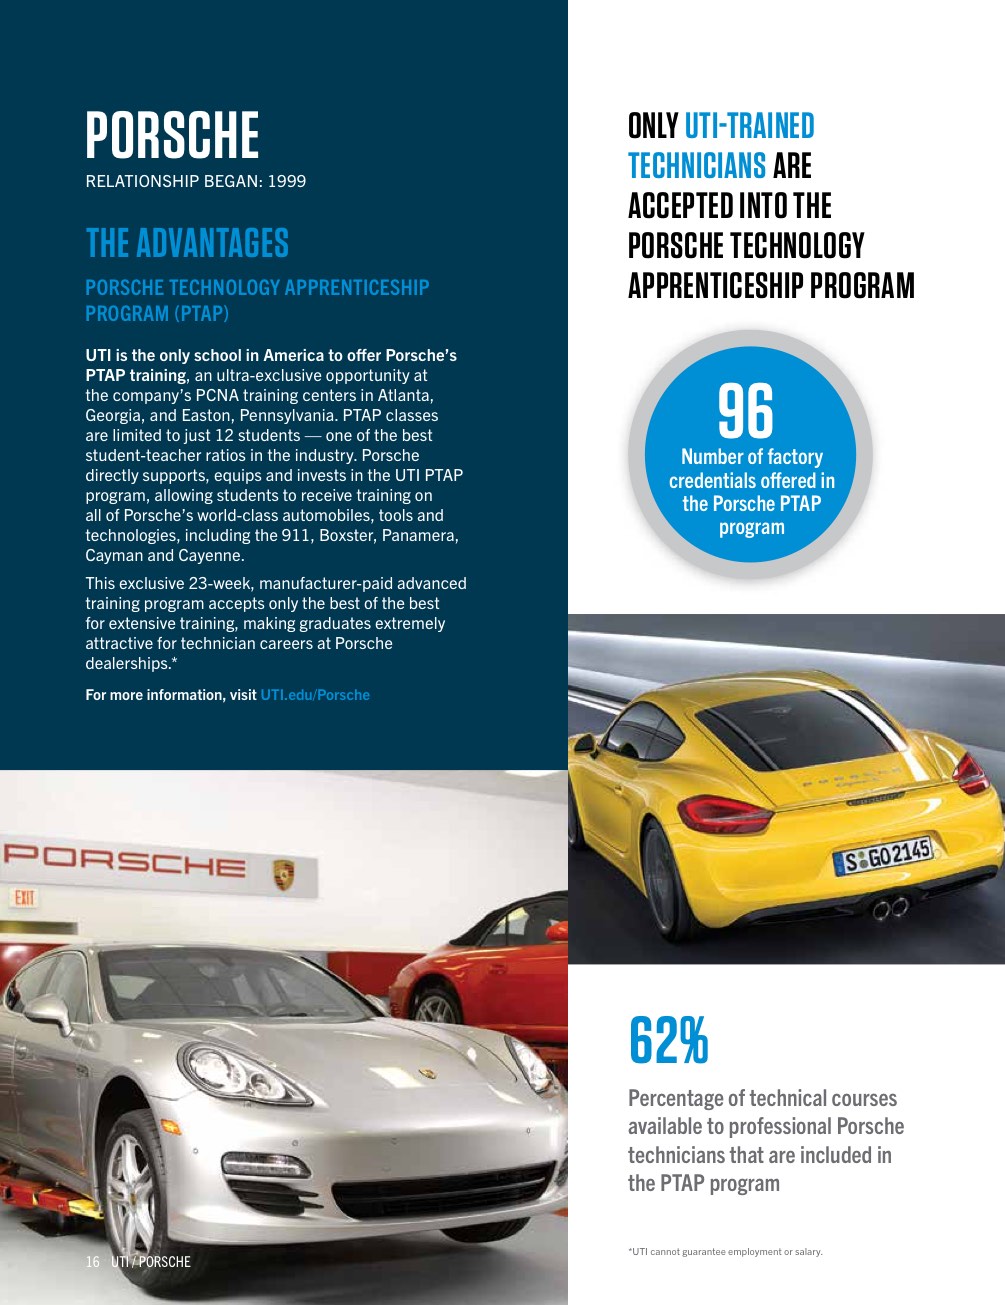 PORSCHE
RELATIONSHIP BEGAN: 1999
THE ADVANTAGES
PORSCHE TECHNOLOGY APPRENTICESHIP
PROGRAM (PTAP)
UTI is the only school in America to offer Porsche's
PTAP training, an ultra-exclusive opportunity at
the company's PCNA training centers in Atlanta,
Georgia, and Easton, Pennsylvania. PTAP classes
are limited to just 12 students — one of the best
student-teacher ratios in the industry. Porsche
directly supports, equips and invests in the UTI PTAP
program, allowing students to receive training on
all of Porsche's world-class automobiles, tools and
technologies, including the 911, Boxster, Panamera,
Cayman and Cayenne.
This exclusive 23-week, manufacturer-paid advanced
training program accepts only the best of the best
for extensive training, making graduates extremely
attractive for technician careers at Porsche
dealerships.*
For more information, visit UTI.edu/Porsche
PORSCHE
EXIT
16 UTI / PORSCHE
ONLY UTI-TRAINED
TECHNICIANS ARE
ACCEPTED INTO THE
PORSCHE TECHNOLOGY
APPRENTICESHIP PROGRAM
96
Number of factory
credentials offered in
the Porsche PTAP
program
PORSCHE
S GO 2145
62%
Percentage of technical courses
available to professional Porsche
technicians that are included in
the PTAP program
*UTI cannot guarantee employment or salary.